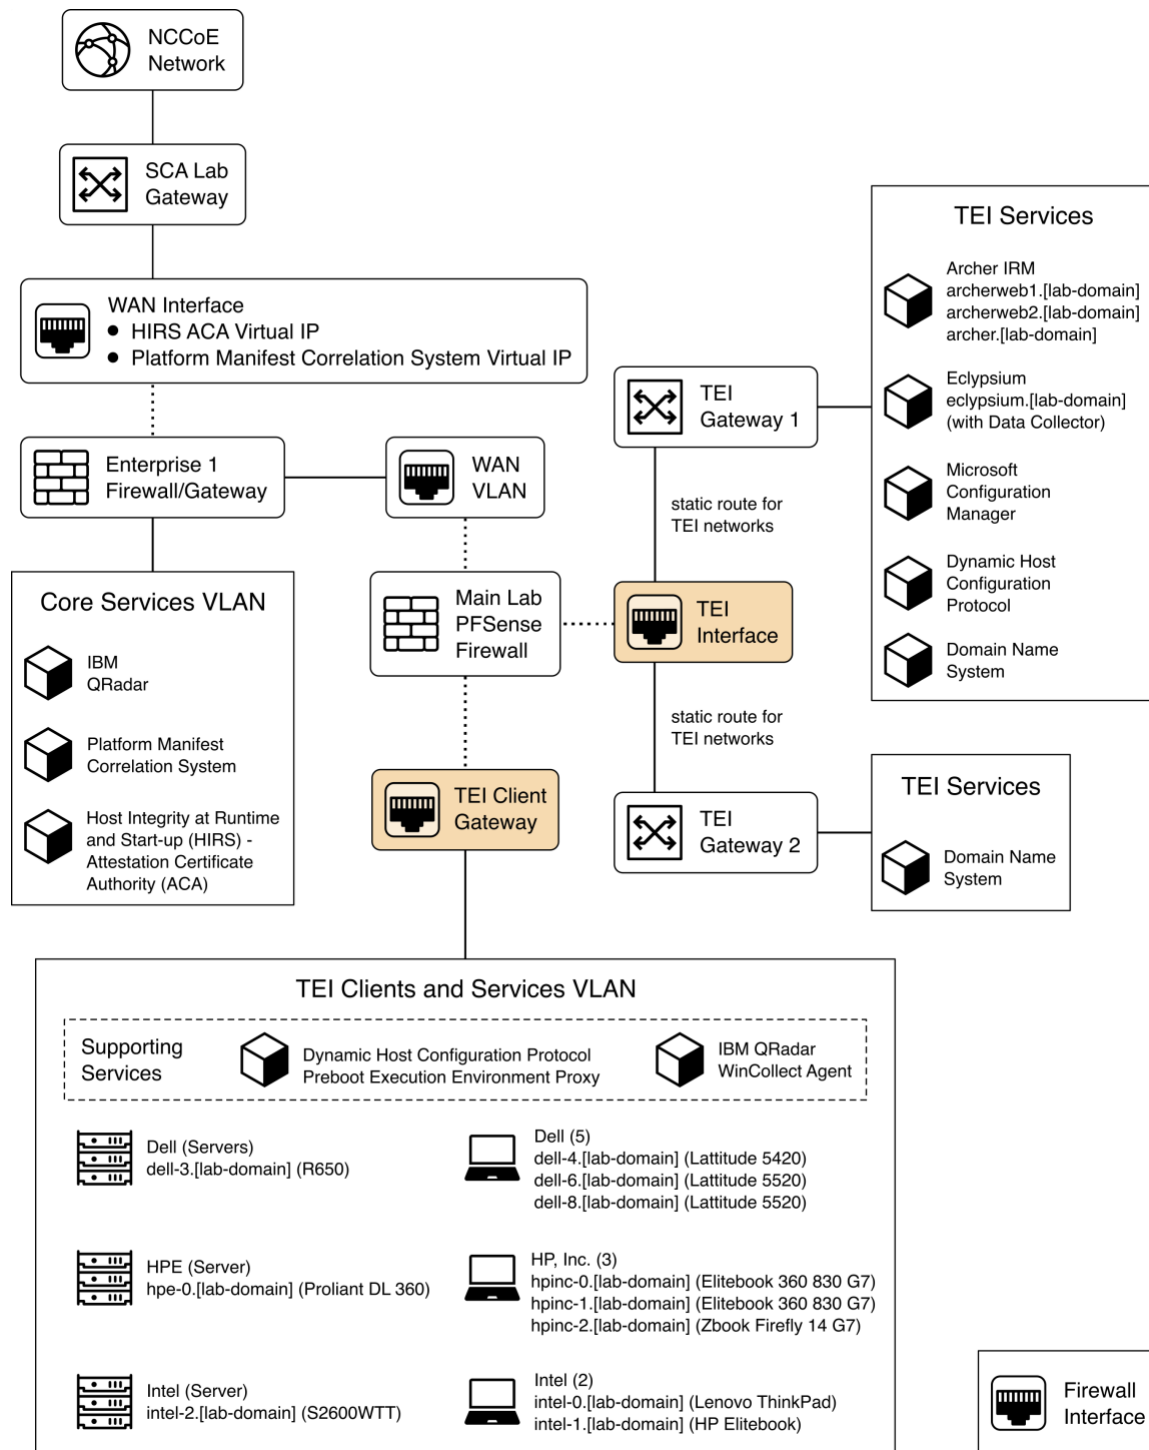 NCCoE
Network
SCA Lab
Gateway
WAN Interface
● HIRS ACA Virtual IP
● Platform Manifest Correlation System Virtual IP
Enterprise 1
Firewall/Gateway
WAN
VLAN
Core Services VLAN
IBM
QRadar
Platform Manifest
Correlation System
Host Integrity at Runtime
and Start-up (HIRS) -
Attestation Certificate
Authority (ACA)
Main Lab
PFSense
Firewall
TEI Client
Gateway
TEI
Gateway 1
static route for
TEI networks
TEI
Interface
static route for
TEI networks
TEI
Gateway 2
TEI Services
Archer IRM
archerweb1.[lab-domain]
archerweb2.[lab-domain]
archer.[lab-domain]
Eclypsium
eclypsium.[lab-domain]
(with Data Collector)
Microsoft
Configuration
Manager
Dynamic Host
Configuration
Protocol
Domain Name
System
TEI Services
Domain Name
System
TEI Clients and Services VLAN
Supporting
Services
Dynamic Host Configuration Protocol
Preboot Execution Environment Proxy
IBM QRadar
WinCollect Agent
Dell (Servers)
dell-3.[lab-domain] (R650)
Dell (5)
dell-4.[lab-domain] (Lattitude 5420)
dell-6.[lab-domain] (Lattitude 5520)
dell-8.[lab-domain] (Lattitude 5520)
HPE (Server)
hpe-0.[lab-domain] (Proliant DL 360)
HP, Inc. (3)
hpinc-0.[lab-domain] (Elitebook 360 830 G7)
hpinc-1.[lab-domain] (Elitebook 360 830 G7)
hpinc-2.[lab-domain] (Zbook Firefly 14 G7)
Intel (Server)
intel-2.[lab-domain] (S2600WTT)
Intel (2)
intel-0.[lab-domain] (Lenovo ThinkPad)
intel-1.[lab-domain] (HP Elitebook)
Firewall
Interface